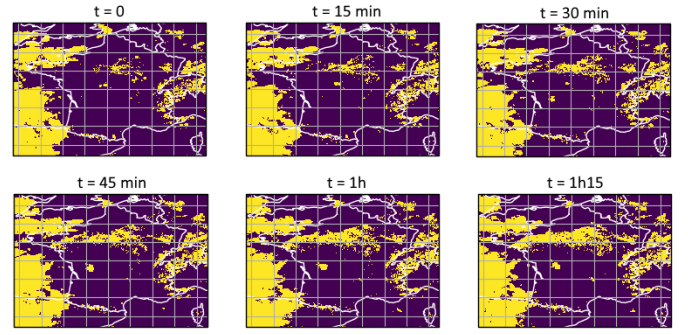 t = 0
t = 15 min
t = 30 min
t = 45 min
t = 1h
t = 1h15